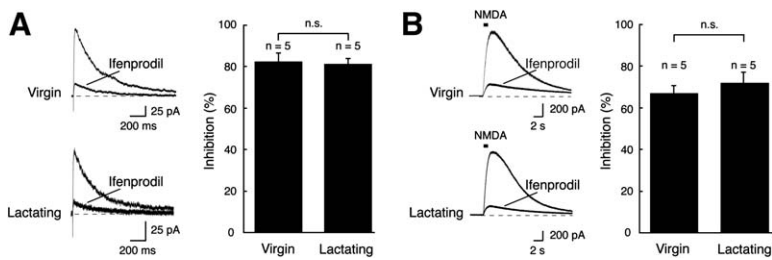 A
Ifenprodil
Virgin
25 pA
200 ms
Ifenprodil
Lactating
25 pA
200 ms
n.s.
n = 5
n = 5
100
80
60
40
20
0
Inhibition (%)
Virgin
Lactating
B
NMDA
Ifenprodil
Virgin
200 pA
2 s
NMDA
Ifenprodil
Lactating
200 pA
2 s
n.s.
n = 5
n = 5
100
80
60
40
20
0
Inhibition (%)
Virgin
Lactating